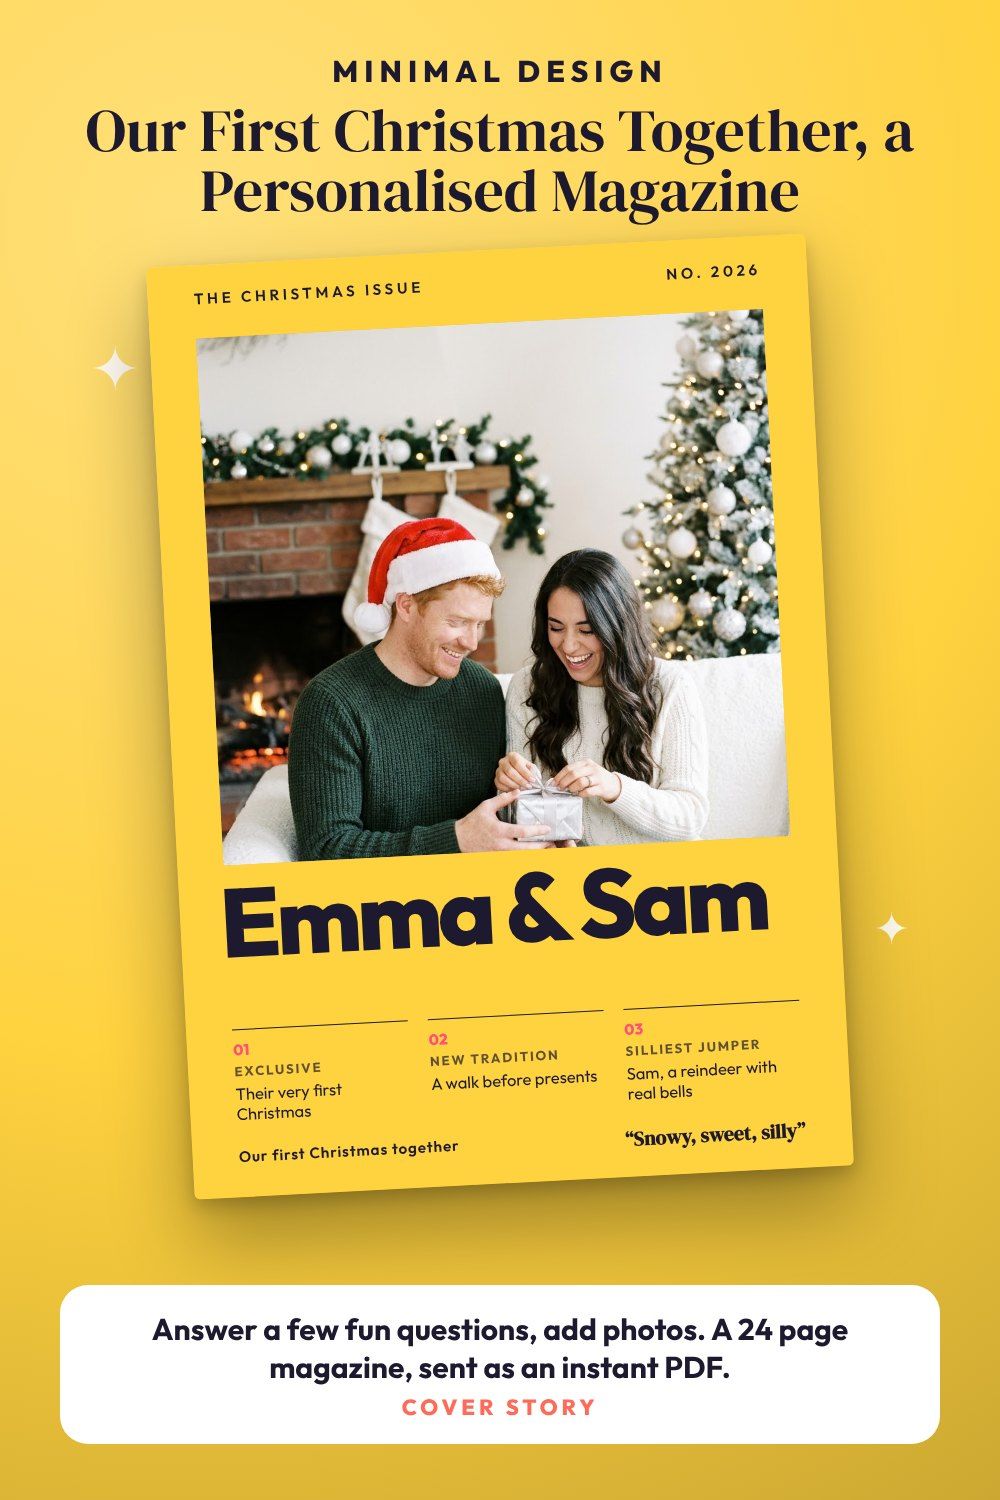 MINIMAL DESIGN
Our First Christmas Together, a
Personalised Magazine
THE CHRISTMAS ISSUE
NO. 2026
Emma & Sam
01
EXCLUSIVE
Their very first
Christmas
02
NEW TRADITION
A walk before presents
03
SILLIEST JUMPER
Sam, a reindeer with
real bells
Our first Christmas together
“Snowy, sweet, silly”
Answer a few fun questions, add photos. A 24 page
magazine, sent as an instant PDF.
COVER STORY